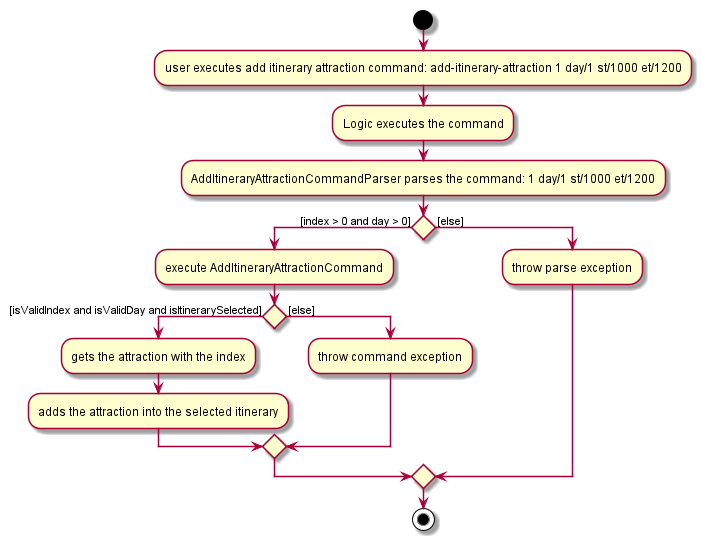 user executes add itinerary attraction command: add-itinerary-attraction 1 day/1 st/1000 et/1200
Logic executes the command
AddItineraryAttractionCommandParser parses the command: 1 day/1 st/1000 et/1200
[index > 0 and day > 0]
[else]
execute AddItineraryAttractionCommand
throw parse exception
[isValidIndex and isValidDay and isItinerarySelected]
[else]
gets the attraction with the index
throw command exception
adds the attraction into the selected itinerary